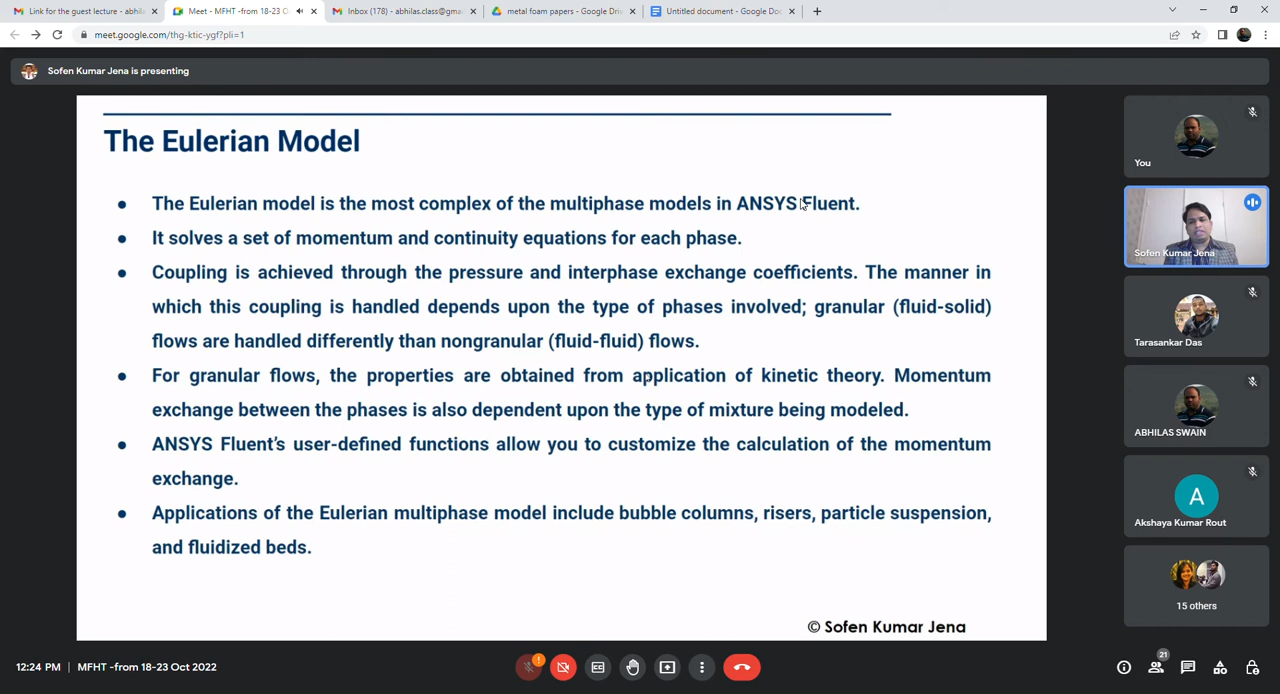 Link for the guest lecture - abhila
Meet - MFHT -from 18-23 O
Inbox (178) - abhilas.class@gma
metal foam papers - Google Driv
Untitled document - Google Doc
meet.google.com/thg-ktic-ygf?pli=1
Sofen Kumar Jena is presenting
The Eulerian Model
• The Eulerian model is the most complex of the multiphase models in ANSYS Fluent.
• It solves a set of momentum and continuity equations for each phase.
• Coupling is achieved through the pressure and interphase exchange coefficients. The manner in
which this coupling is handled depends upon the type of phases involved; granular (fluid-solid)
flows are handled differently than nongranular (fluid-fluid) flows.
• For granular flows, the properties are obtained from application of kinetic theory. Momentum
exchange between the phases is also dependent upon the type of mixture being modeled.
• ANSYS Fluent's user-defined functions allow you to customize the calculation of the momentum
exchange.
• Applications of the Eulerian multiphase model include bubble columns, risers, particle suspension,
and fluidized beds.
© Sofen Kumar Jena
You
Sofen Kumar Jena
Tarasankar Das
ABHILAS SWAIN
A
Akshaya Kumar Rout
15 others
12:24 PM | MFHT -from 18-23 Oct 2022
21